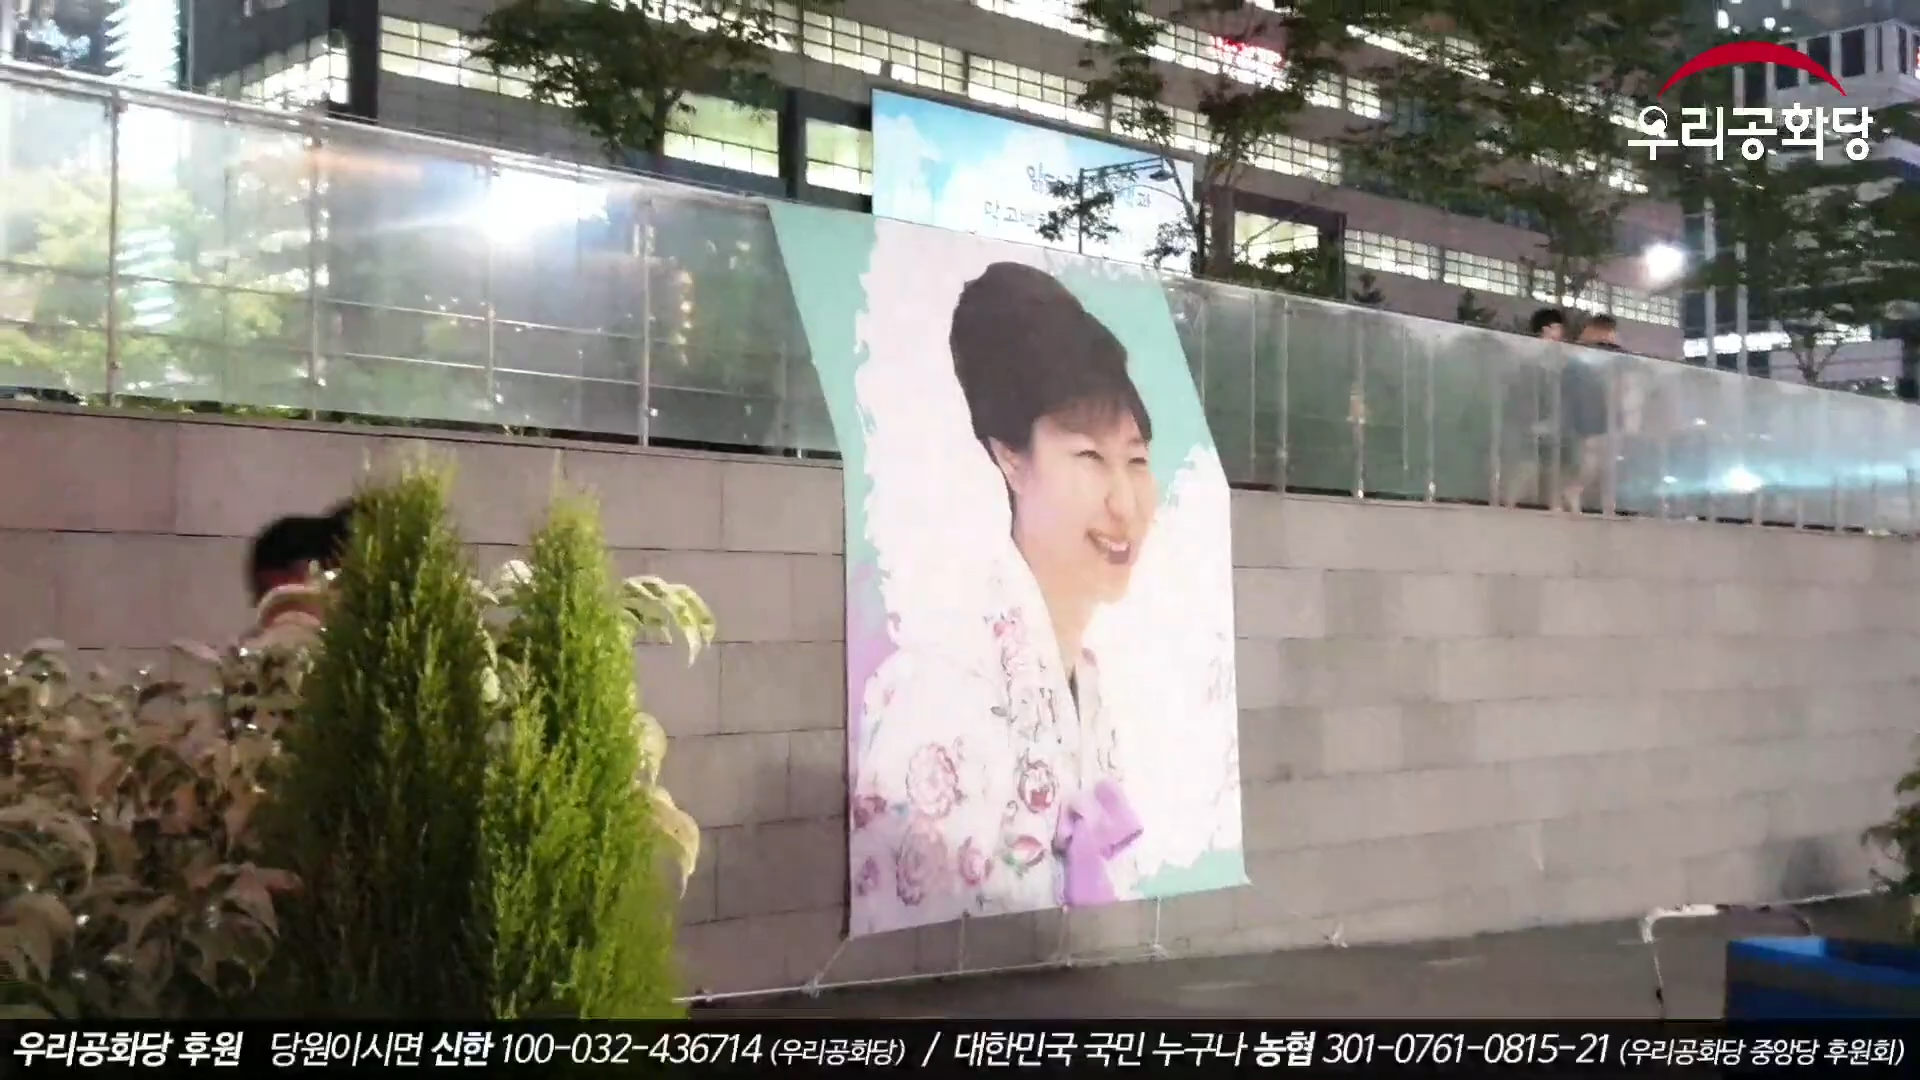 우리공화당
우리공화당 후원 당원이시면 신한 100-032-436714 (우리공화당) / 대한민국 국민 누구나 농협 301-0761-0815-21 (우리공화당 중앙당 후원회)